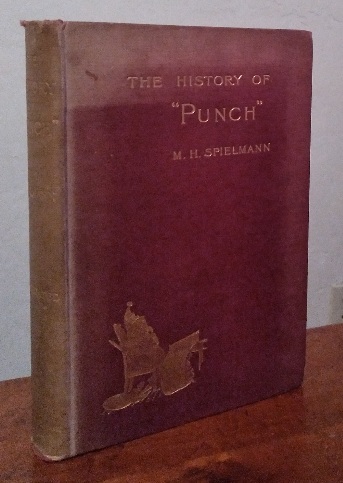 THE HISTORY OF
"PUNCH"
M. H. SPIELMANN